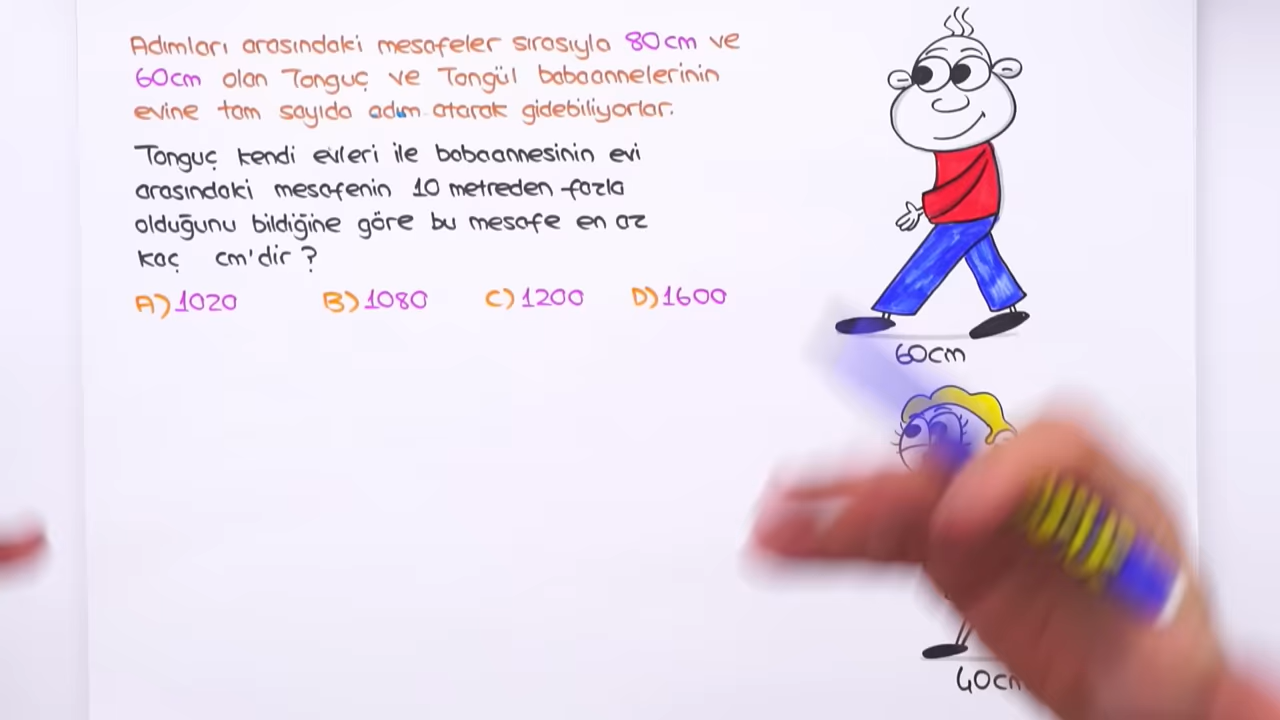 Adımları arasındaki mesafeler sırasıyla 80cm ve
60cm olan Tonguç ve Tongül babaannelerinin
evine tam sayıda adım atarak gidebiliyorlar.
Tonguç kendi evleri ile babaannesinin evi
arasındaki mesafenin 10 metreden fazla
olduğunu bildiğine göre bu mesafe en az
kaç cm'dir ?
A) 1020 B) 1080 C) 1200 D) 1600
60cm
40cm